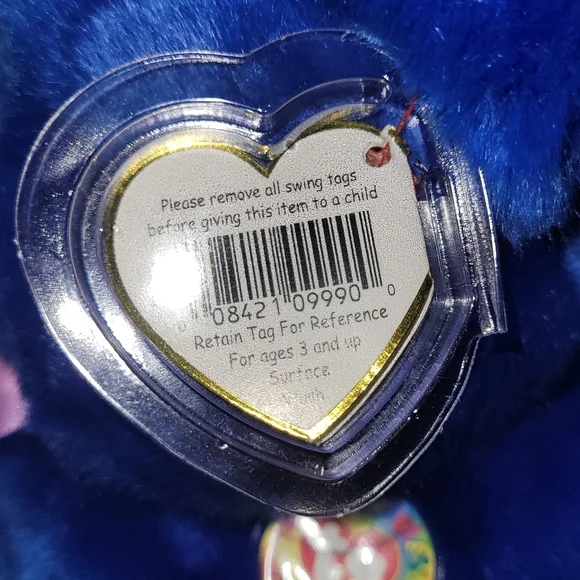 Please remove all swing tags
before giving this item to a child
0 08421 09990 0
Retain Tag For Reference
For ages 3 and up
Surface